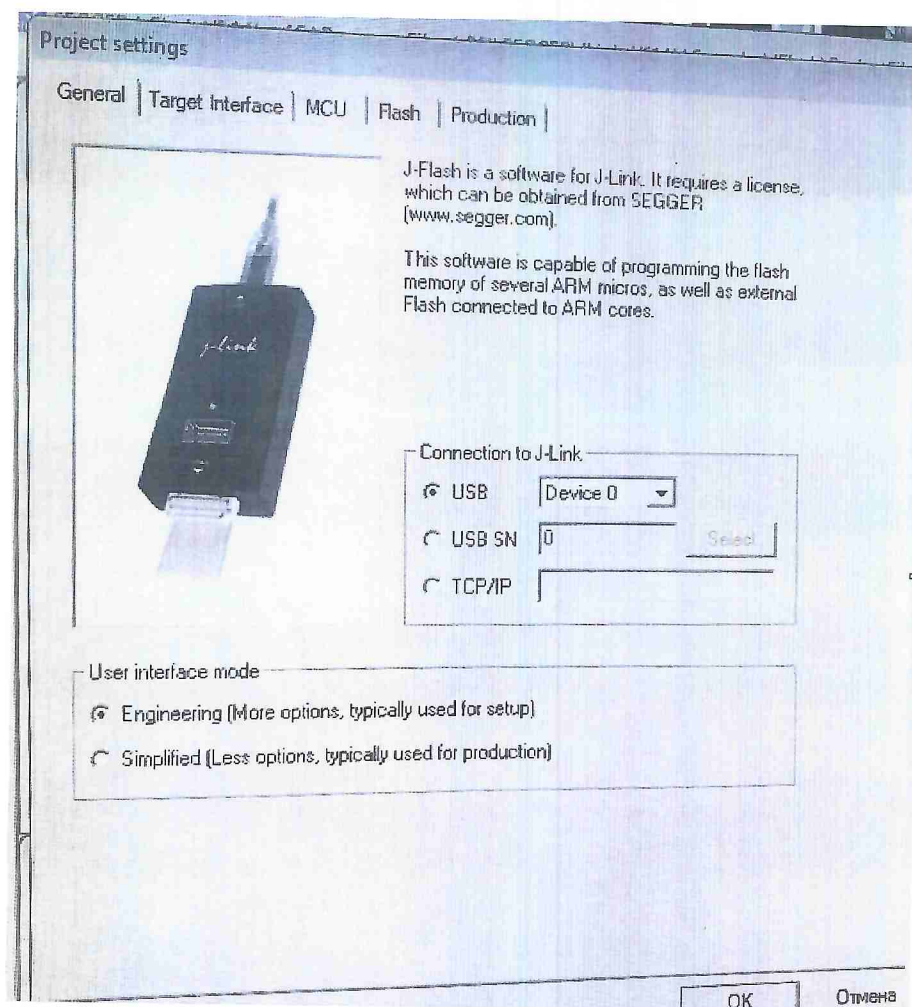 Project settings
General | Target Interface | MCU | Flash | Production |
J-Flash is a software for J-Link. It requires a license,
which can be obtained from SEGGER
(www.segger.com).
This software is capable of programming the flash
memory of several ARM micros, as well as external
Flash connected to ARM cores.
j-link
Connection to J-Link
USB Device 0
USB SN 0 Select
TCP/IP
User interface mode
Engineering (More options, typically used for setup)
Simplified (Less options, typically used for production)
OK Отмена